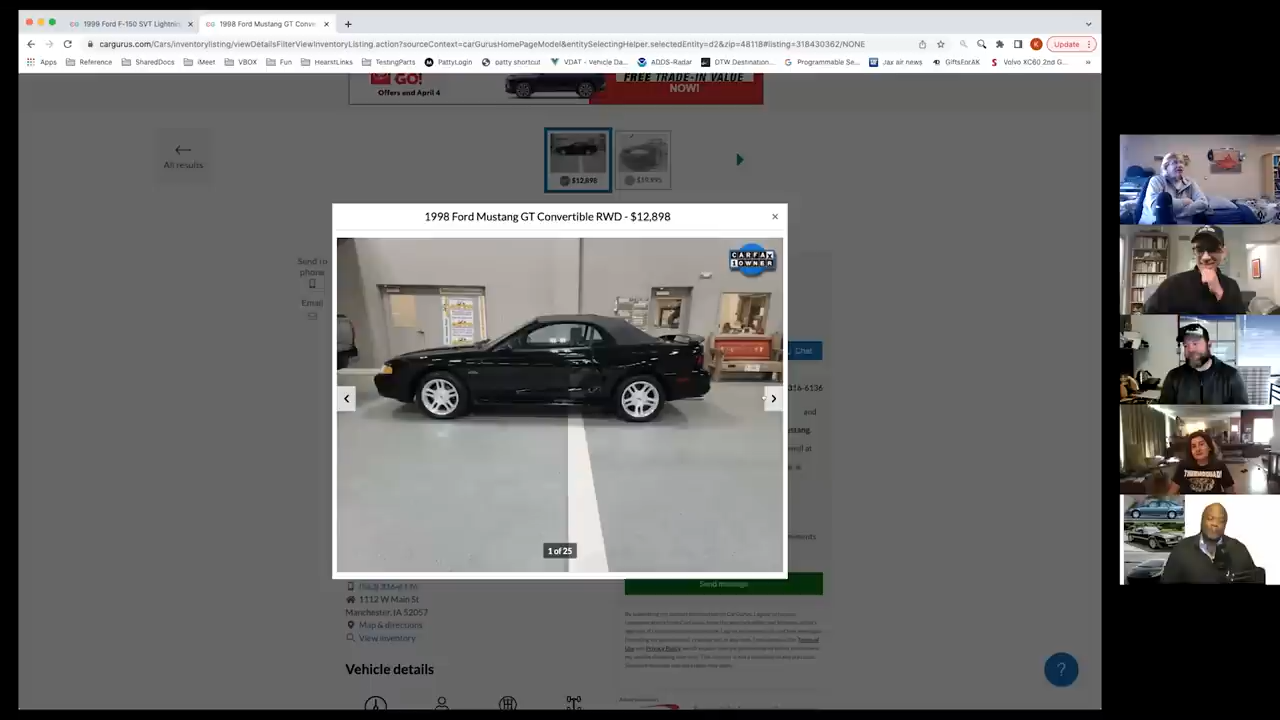 1999 Ford F-150 SVT Lightnin
1998 Ford Mustang GT Conve
cargurus.com/Cars/inventorylisting/viewDetailsFilterViewInventoryListing.action?sourceContext=carGurusHomePageModel&entitySelectingHelper.selectedEntity=d2&zip=48118#listing=318430362/NONE
K
Update
Apps Reference SharedDocs iMeet VBOX Fun HearstLinks TestingParts PattyLogin patty shortcut VDAT - Vehicle Da... ADDS-Radar DTW.Destination... Programmable Se... Jax air news GiftsForAK Volvo XC60 2nd G... »
GO!
Offers end April 4
FREE TRADE-IN VALUE
NOW!
All results
$12,898
1998 Ford Mustang GT Convertible RWD - $12,898
CARFAX
1 OWNER
Send to
phone
Email
Chat
316-6136
and
stang.
1 of 25
Send message
1112 W Main St
Manchester, IA 52057
Map & directions
View inventory
Vehicle details
?